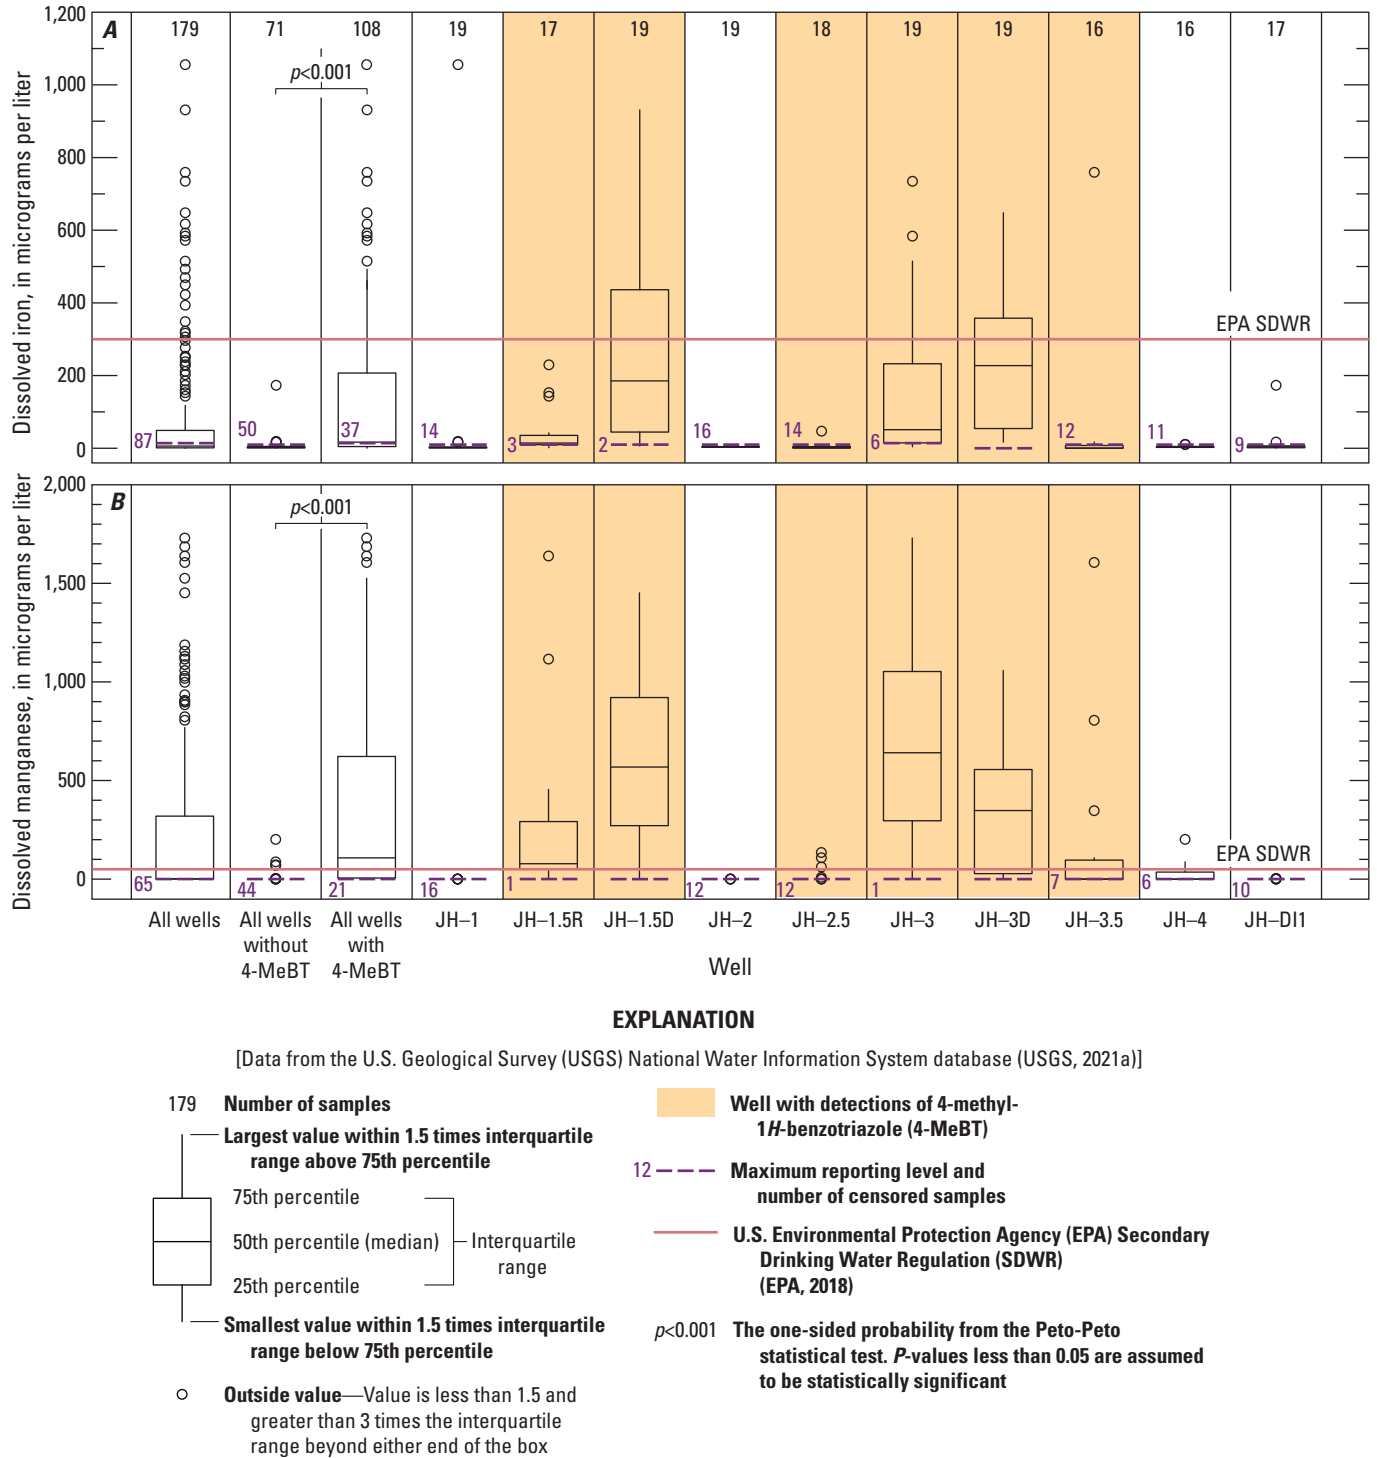 1,200
1,000
800
600
400
200
0
Dissolved iron, in micrograms per liter
A
179
71
108
19
17
19
19
18
19
19
16
16
17
p<0.001
EPA SDWR
87
50
37
14
3
2
16
14
6
12
11
9
2,000
1,500
1,000
500
0
Dissolved manganese, in micrograms per liter
B
p<0.001
EPA SDWR
65
44
21
16
1
12
12
1
7
6
10
All wells
All wells
without
4-MeBT
All wells
with
4-MeBT
JH–1
JH–1.5R
JH–1.5D
JH–2
JH–2.5
JH–3
JH–3D
JH–3.5
JH–4
JH–DI1
Well
EXPLANATION
[Data from the U.S. Geological Survey (USGS) National Water Information System database (USGS, 2021a)]
179 Number of samples
Largest value within 1.5 times interquartile
range above 75th percentile
75th percentile
50th percentile (median)
25th percentile
Interquartile
range
Smallest value within 1.5 times interquartile
range below 75th percentile
Outside value—Value is less than 1.5 and
greater than 3 times the interquartile
range beyond either end of the box
Well with detections of 4-methyl-
1H-benzotriazole (4-MeBT)
12 Maximum reporting level and
number of censored samples
U.S. Environmental Protection Agency (EPA) Secondary
Drinking Water Regulation (SDWR)
(EPA, 2018)
p<0.001 The one-sided probability from the Peto-Peto
statistical test. P-values less than 0.05 are assumed
to be statistically significant